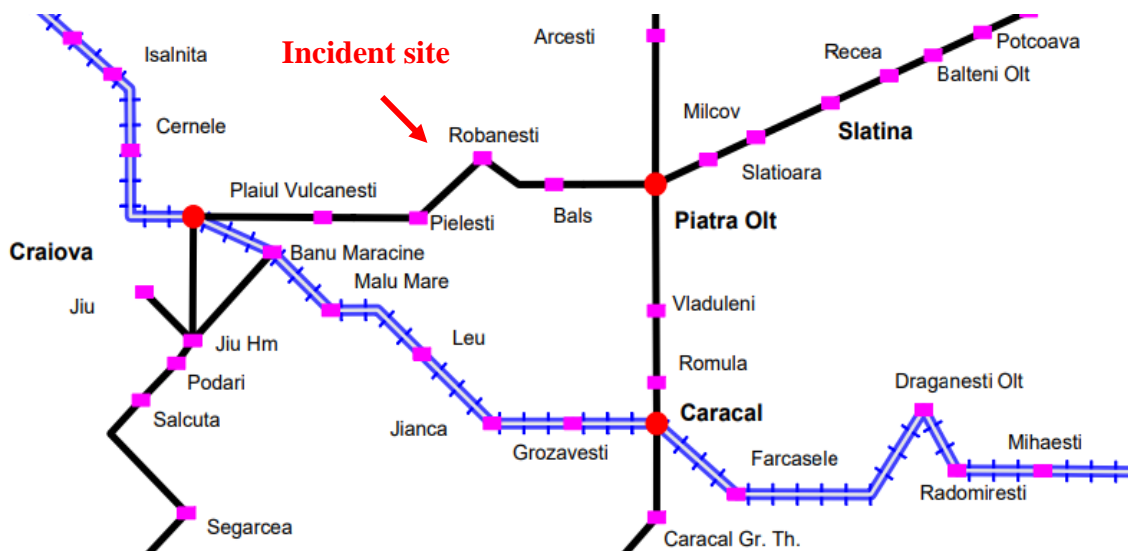 Arcesti
Potcoava
Recea
Isalnita
Incident site
Balteni Olt
Milcov
Cernele
Robanesti
Slatina
Slatioara
Plaiul Vulcanesti
Bals
Pielesti
Piatra Olt
Craiova
Banu Maracine
Malu Mare
Jiu
Vladuleni
Leu
Jiu Hm
Romula
Podari
Draganesti Olt
Salcuta
Caracal
Jianca
Mihaesti
Grozavesti
Farcasele
Radomiresti
Segarcea
Caracal Gr. Th.